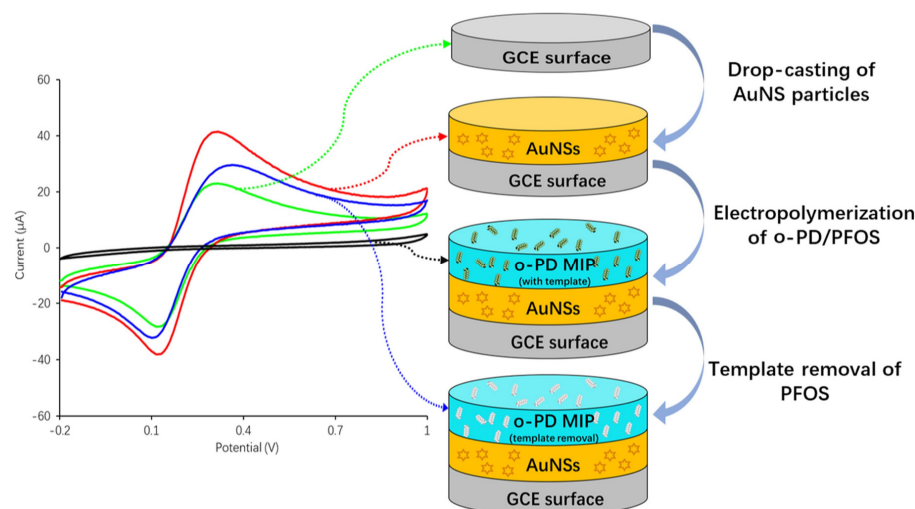 60
40
20
0
-20
-40
-60
-0.2
0.1
0.4
0.7
1
Current (µA)
Potential (V)
GCE surface
Drop-casting of
AuNS particles
AuNSs
GCE surface
Electropolymerization
of o-PD/PFOS
o-PD MIP
(with template)
AuNSs
GCE surface
Template removal of
PFOS
o-PD MIP
(template removal)
AuNSs
GCE surface